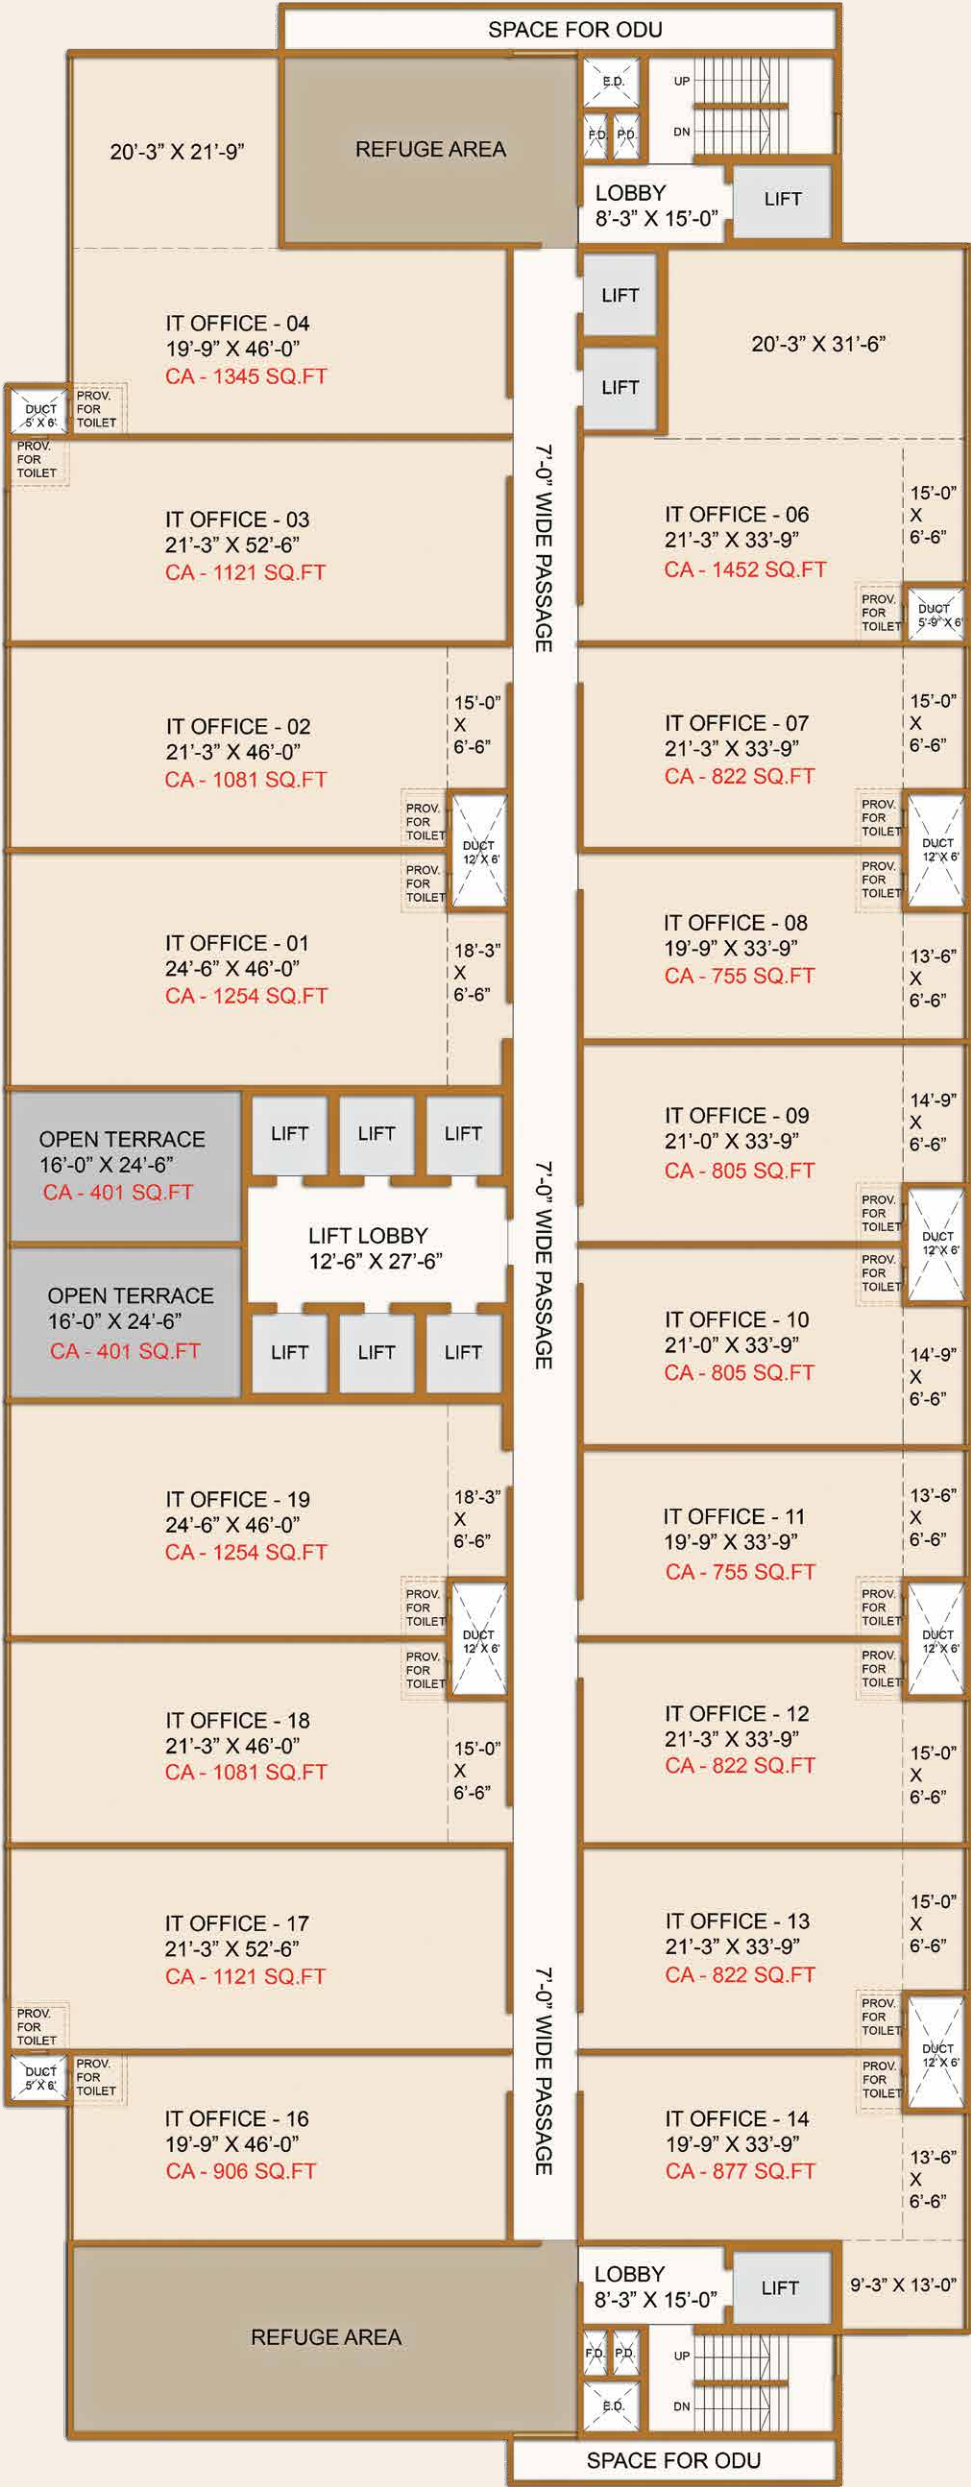 SPACE FOR ODU
20'-3" X 21'-9"
REFUGE AREA
E.D.
UP
F.D.
P.D.
DN
LOBBY
8'-3" X 15'-0"
LIFT
LIFT
LIFT
20'-3" X 31'-6"
IT OFFICE - 04
19'-9" X 46'-0"
CA - 1345 SQ.FT
DUCT
5' X 6'
PROV.
FOR
TOILET
PROV.
FOR
TOILET
IT OFFICE - 03
21'-3" X 52'-6"
CA - 1121 SQ.FT
7'-0" WIDE PASSAGE
IT OFFICE - 06
21'-3" X 33'-9"
CA - 1452 SQ.FT
15'-0"
X
6'-6"
PROV.
FOR
TOILET
DUCT
5'-9" X 6'
IT OFFICE - 02
21'-3" X 46'-0"
CA - 1081 SQ.FT
15'-0"
X
6'-6"
PROV.
FOR
TOILET
DUCT
12' X 6'
IT OFFICE - 07
21'-3" X 33'-9"
CA - 822 SQ.FT
15'-0"
X
6'-6"
PROV.
FOR
TOILET
DUCT
12' X 6'
IT OFFICE - 01
24'-6" X 46'-0"
CA - 1254 SQ.FT
PROV.
FOR
TOILET
18'-3"
X
6'-6"
IT OFFICE - 08
19'-9" X 33'-9"
CA - 755 SQ.FT
PROV.
FOR
TOILET
13'-6"
X
6'-6"
OPEN TERRACE
16'-0" X 24'-6"
CA - 401 SQ.FT
LIFT
LIFT
LIFT
LIFT LOBBY
12'-6" X 27'-6"
7'-0" WIDE PASSAGE
IT OFFICE - 09
21'-0" X 33'-9"
CA - 805 SQ.FT
14'-9"
X
6'-6"
PROV.
FOR
TOILET
DUCT
12' X 6'
OPEN TERRACE
16'-0" X 24'-6"
CA - 401 SQ.FT
LIFT
LIFT
LIFT
PROV.
FOR
TOILET
IT OFFICE - 10
21'-0" X 33'-9"
CA - 805 SQ.FT
14'-9"
X
6'-6"
IT OFFICE - 19
24'-6" X 46'-0"
CA - 1254 SQ.FT
18'-3"
X
6'-6"
PROV.
FOR
TOILET
DUCT
12' X 6'
IT OFFICE - 11
19'-9" X 33'-9"
CA - 755 SQ.FT
13'-6"
X
6'-6"
PROV.
FOR
TOILET
DUCT
12' X 6'
PROV.
FOR
TOILET
IT OFFICE - 18
21'-3" X 46'-0"
CA - 1081 SQ.FT
15'-0"
X
6'-6"
PROV.
FOR
TOILET
IT OFFICE - 12
21'-3" X 33'-9"
CA - 822 SQ.FT
15'-0"
X
6'-6"
IT OFFICE - 17
21'-3" X 52'-6"
CA - 1121 SQ.FT
PROV.
FOR
TOILET
7'-0" WIDE PASSAGE
IT OFFICE - 13
21'-3" X 33'-9"
CA - 822 SQ.FT
15'-0"
X
6'-6"
PROV.
FOR
TOILET
DUCT
12' X 6'
DUCT
5' X 6'
PROV.
FOR
TOILET
IT OFFICE - 16
19'-9" X 46'-0"
CA - 906 SQ.FT
PROV.
FOR
TOILET
IT OFFICE - 14
19'-9" X 33'-9"
CA - 877 SQ.FT
13'-6"
X
6'-6"
REFUGE AREA
LOBBY
8'-3" X 15'-0"
LIFT
9'-3" X 13'-0"
F.D.
P.D.
UP
E.D.
DN
SPACE FOR ODU